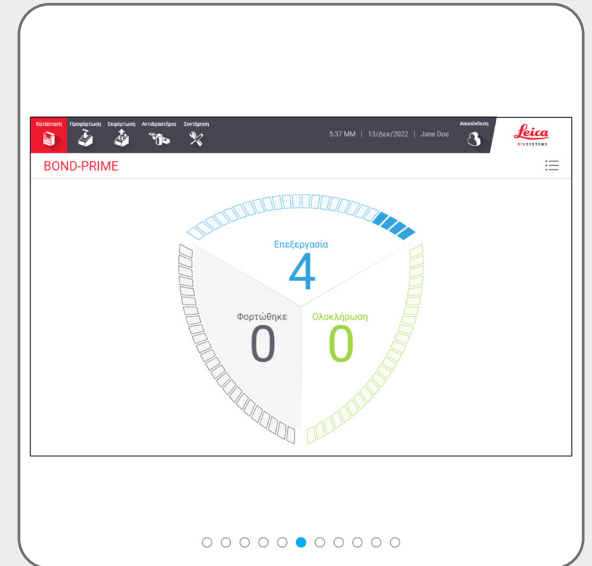 Κατάσταση Προφόρτωση Εκφόρτωση Αντιδραστήρια Συντήρηση
5:37 ΜΜ | 13/Δεκ/2022 | Jane Doe
Αποσύνδεση
Leica
BIOSYSTEMS
BOND-PRIME
Επεξεργασία
4
Φορτώθηκε
0
Ολοκλήρωση
0